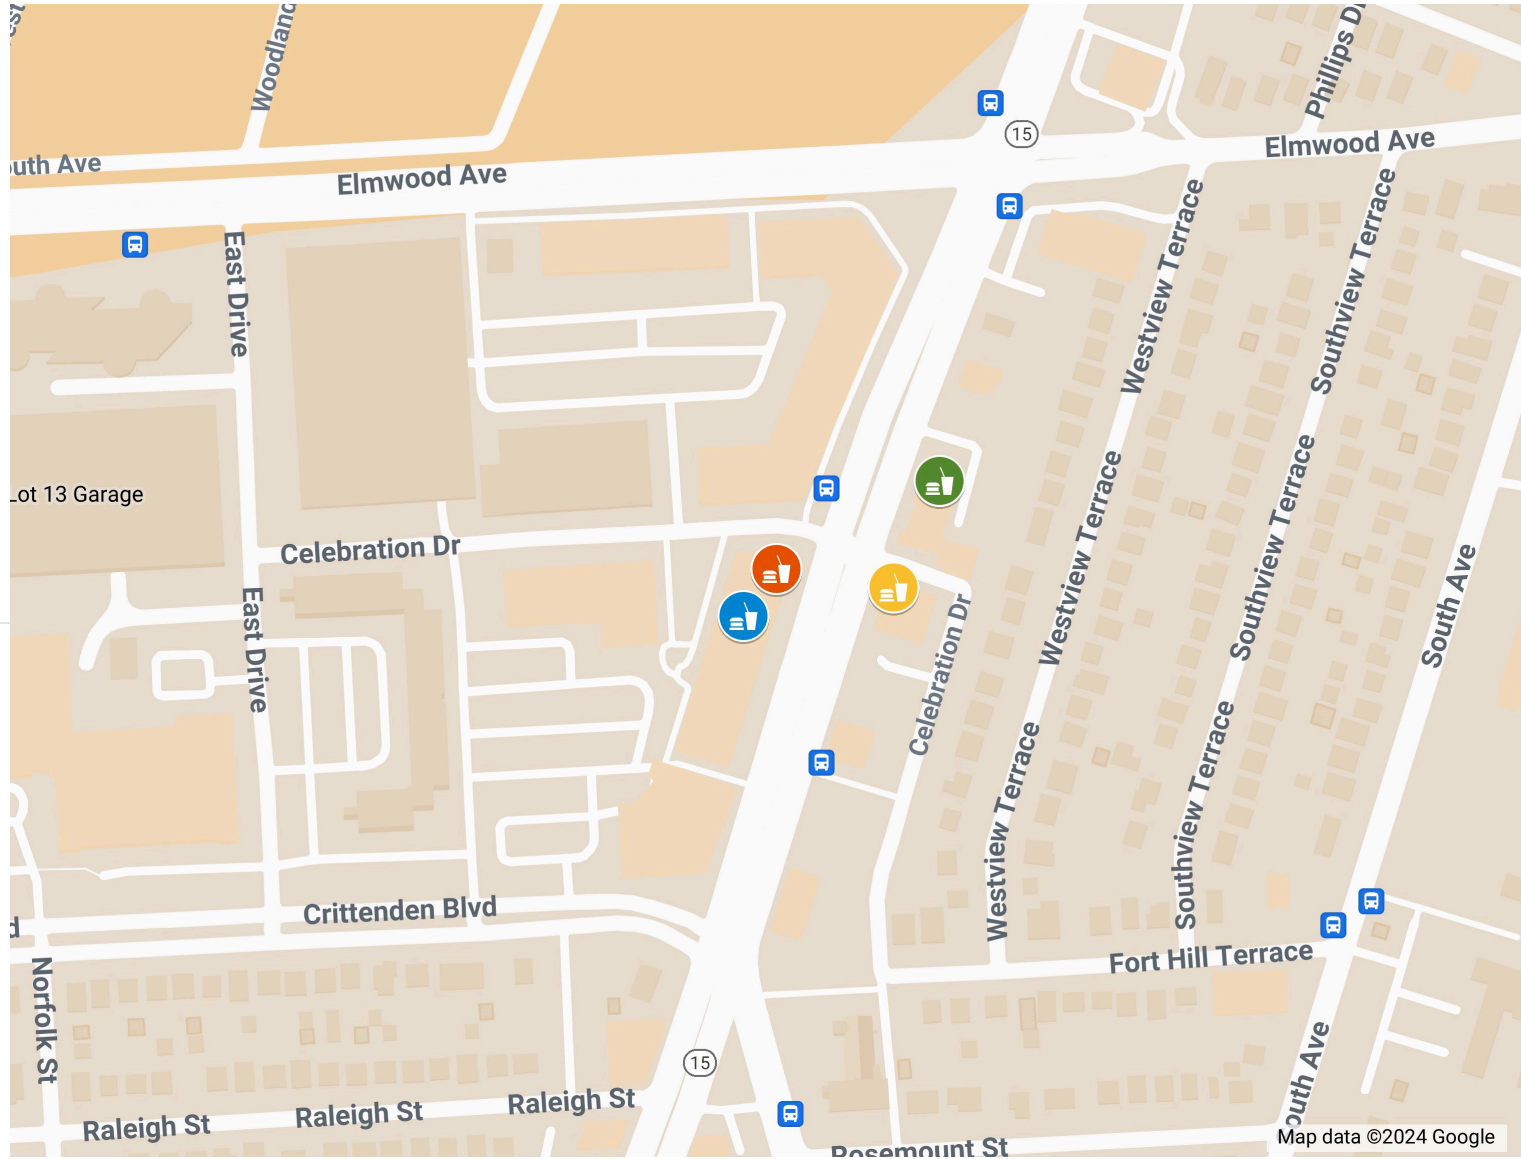 Woodland
Phillips D
15
outh Ave
Elmwood Ave
Elmwood Ave
East Drive
Westview Terrace
Southview Terrace
Lot 13 Garage
Celebration Dr
Westview Terrace
Southview Terrace
South Ave
East Drive
Celebration Dr
Westview Terrace
Southview Terrace
Crittenden Blvd
d
Fort Hill Terrace
Norfolk St
15
South Ave
Raleigh St
Raleigh St
Raleigh St
Rosemount St
Map data ©2024 Google